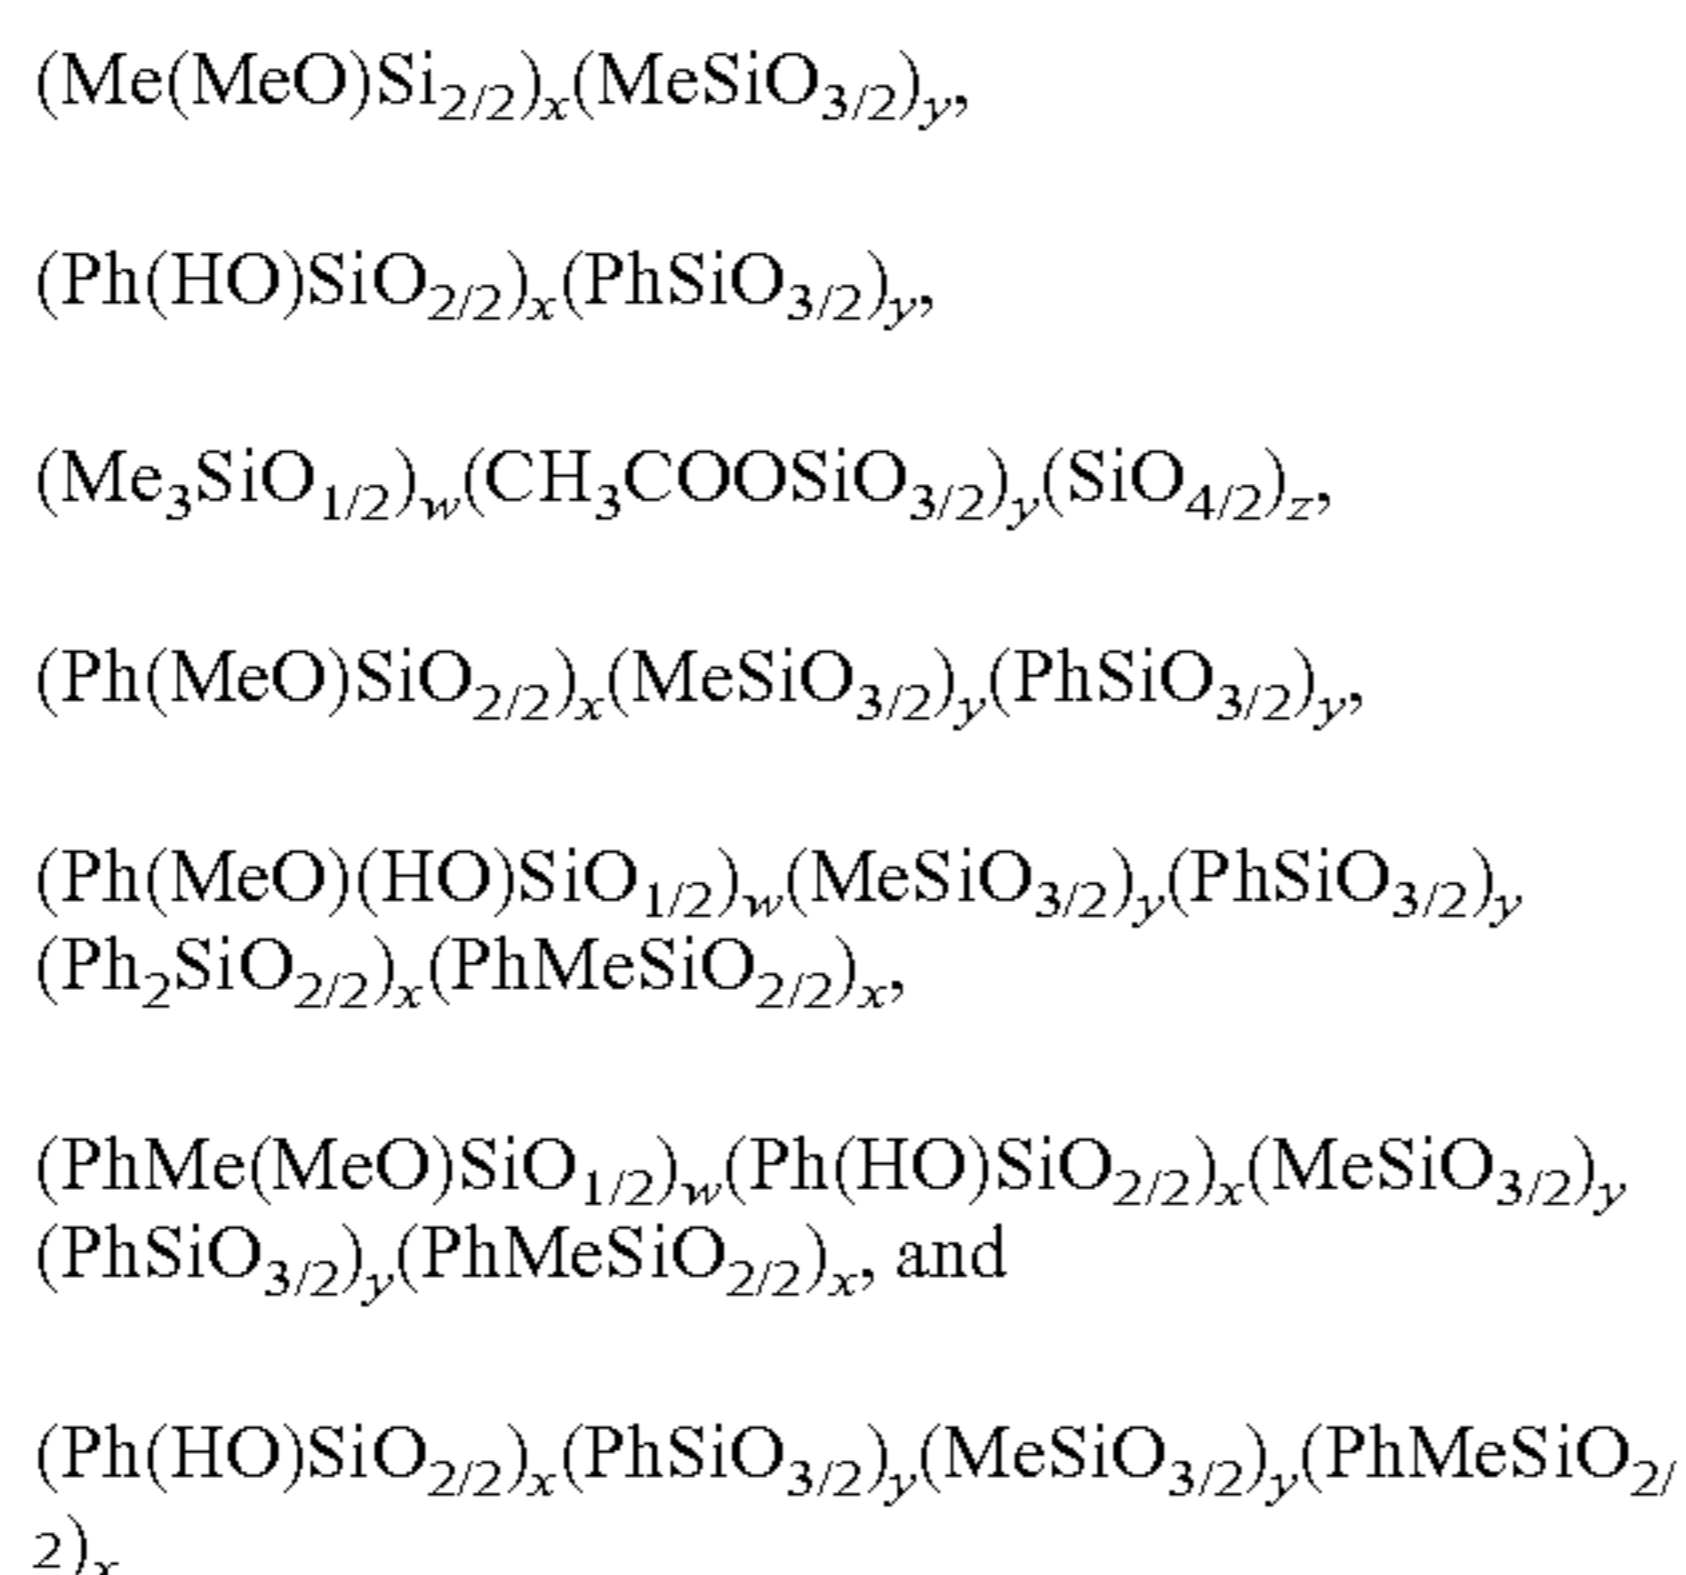 (Me(MeO)Si₂/₂)ₓ(MeSiO₃/₂)y,
(Ph(HO)SiO₂/₂)ₓ(PhSiO₃/₂)y,
(Me₃SiO₁/₂)w(CH₃COOSiO₃/₂)y(SiO₄/₂)z,
(Ph(MeO)SiO₂/₂)ₓ(MeSiO₃/₂)y(PhSiO₃/₂)y,
(Ph(MeO)(HO)SiO₁/₂)w(MeSiO₃/₂)y(PhSiO₃/₂)y
(Ph₂SiO₂/₂)ₓ(PhMeSiO₂/₂)ₓ,
(PhMe(MeO)SiO₁/₂)w(Ph(HO)SiO₂/₂)ₓ(MeSiO₃/₂)y
(PhSiO₃/₂)y(PhMeSiO₂/₂)ₓ, and
(Ph(HO)SiO₂/₂)ₓ(PhSiO₃/₂)y(MeSiO₃/₂)y(PhMeSiO₂/
₂)ₓ